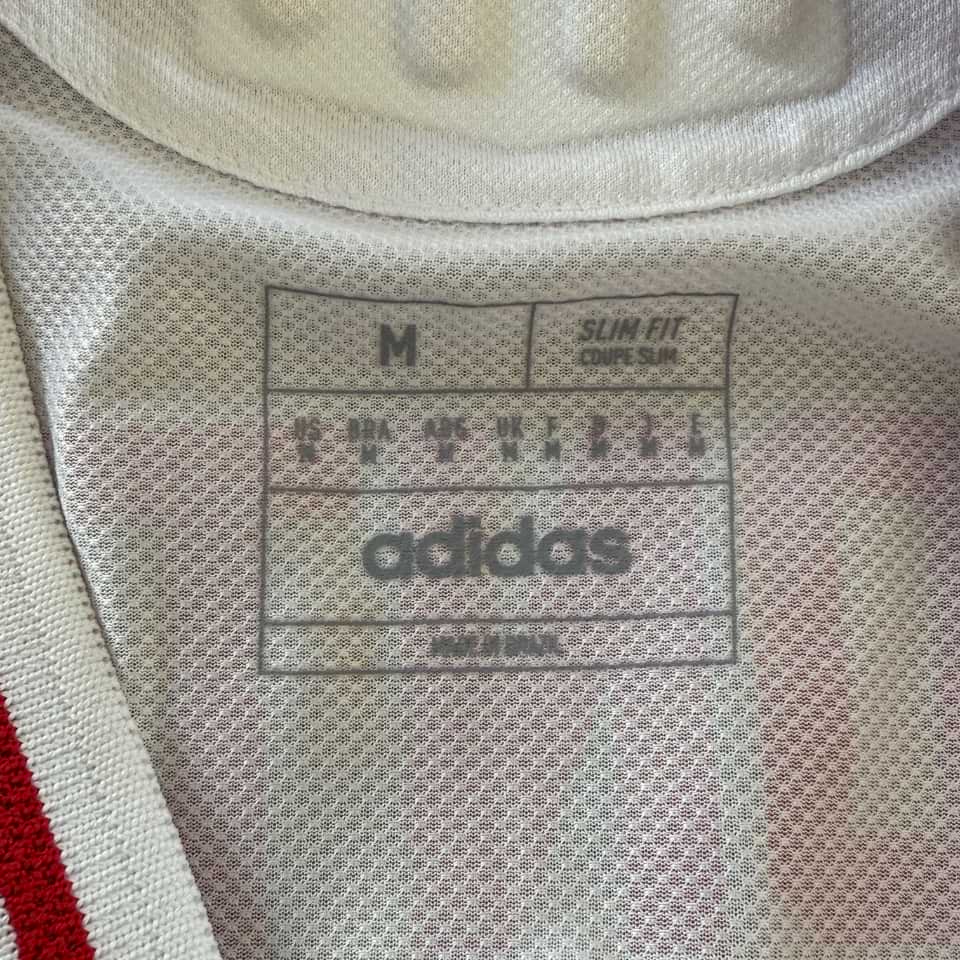 M
SLIM FIT
COUPE SLIM
US BRA ARG UK F D J E
M M M M M M M M
adidas
MADE IN BRAZIL